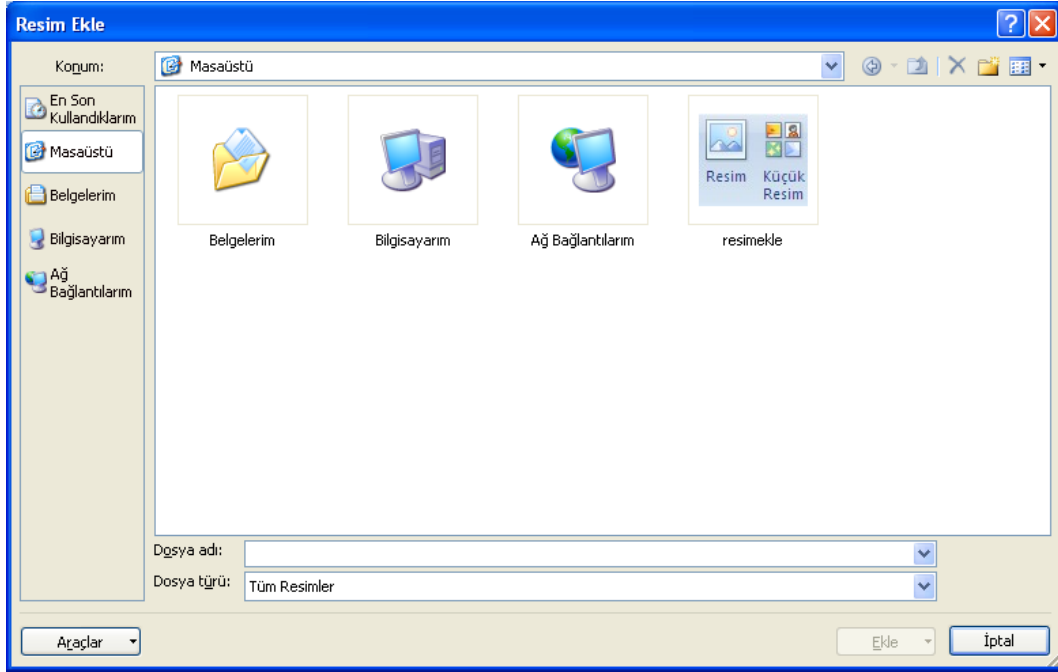 Resim Ekle
Konum:
Masaüstü
En Son
Kullandıklarım
Masaüstü
Belgelerim
Bilgisayarım
Ağ
Bağlantılarım
Resim
Küçük
Resim
Belgelerim
Bilgisayarım
Ağ Bağlantılarım
resimekle
Dosya adı:
Dosya türü:
Tüm Resimler
Araçlar
Ekle
İptal